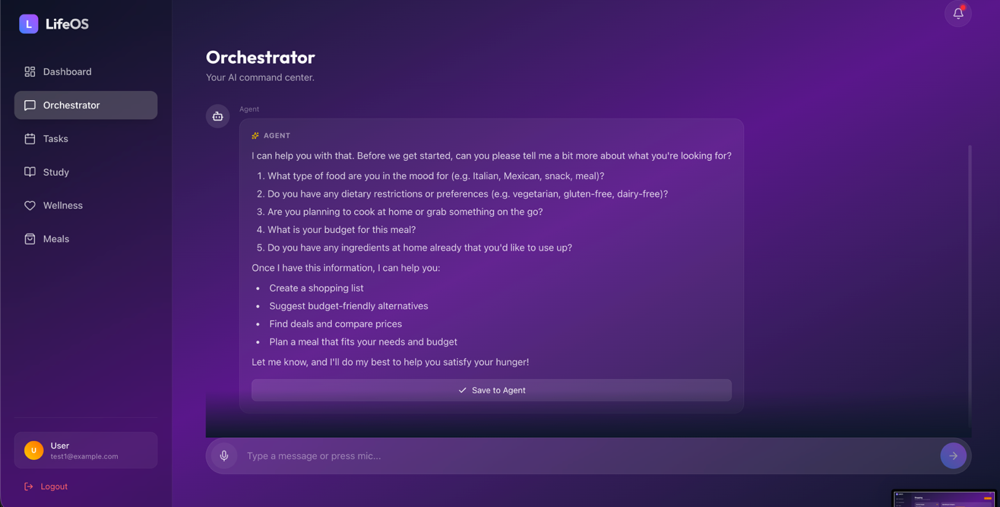 L LifeOS
Dashboard
Orchestrator
Tasks
Study
Wellness
Meals
U
User
test1@example.com
Logout
Orchestrator
Your AI command center.
Agent
AGENT
I can help you with that. Before we get started, can you please tell me a bit more about what you're looking for?
1. What type of food are you in the mood for (e.g. Italian, Mexican, snack, meal)?
2. Do you have any dietary restrictions or preferences (e.g. vegetarian, gluten-free, dairy-free)?
3. Are you planning to cook at home or grab something on the go?
4. What is your budget for this meal?
5. Do you have any ingredients at home already that you'd like to use up?
Once I have this information, I can help you:
• Create a shopping list
• Suggest budget-friendly alternatives
• Find deals and compare prices
• Plan a meal that fits your needs and budget
Let me know, and I'll do my best to help you satisfy your hunger!
Save to Agent
Type a message or press mic...